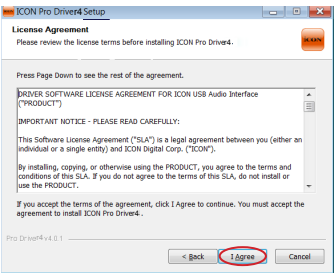 ICON Pro Driver4 Setup
License Agreement
Please review the license terms before installing ICON Pro Driver4.
ICON
Press Page Down to see the rest of the agreement.
DRIVER SOFTWARE LICENSE AGREEMENT FOR ICON USB Audio Interface
("PRODUCT")
IMPORTANT NOTICE - PLEASE READ CAREFULLY:
This Software License Agreement ("SLA") is a legal agreement between you (either an
individual or a single entity) and ICON Digital Corp. ("ICON").
By installing, copying, or otherwise using the PRODUCT, you agree to the terms and
conditions of this SLA. If you do not agree to the terms of this SLA, do not install or
use the PRODUCT.
If you accept the terms of the agreement, click I Agree to continue. You must accept the
agreement to install ICON Pro Driver4.
Pro Driver4 v4.0.1
< Back
I Agree
Cancel